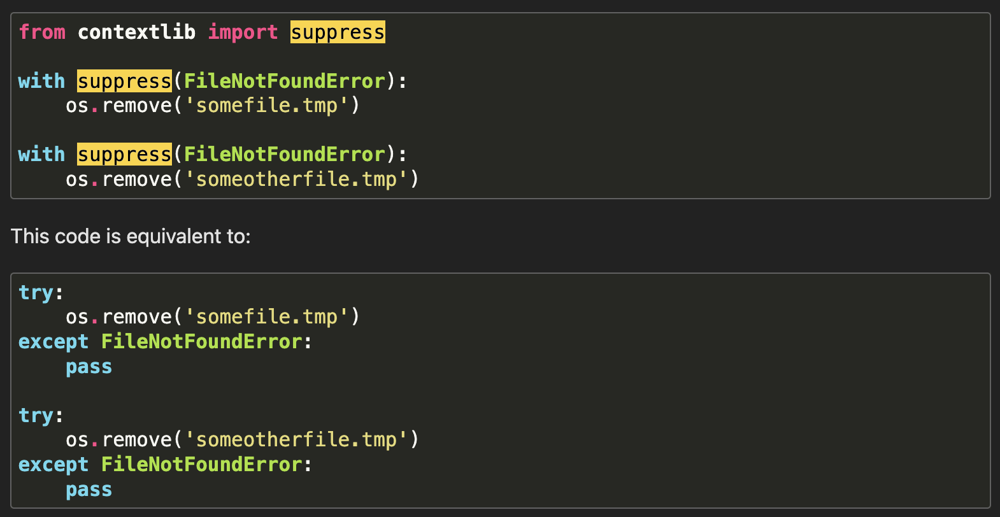 from contextlib import suppress
with suppress(FileNotFoundError):
    os.remove('somefile.tmp')
with suppress(FileNotFoundError):
    os.remove('someotherfile.tmp')
This code is equivalent to:
try:
    os.remove('somefile.tmp')
except FileNotFoundError:
    pass
try:
    os.remove('someotherfile.tmp')
except FileNotFoundError:
    pass